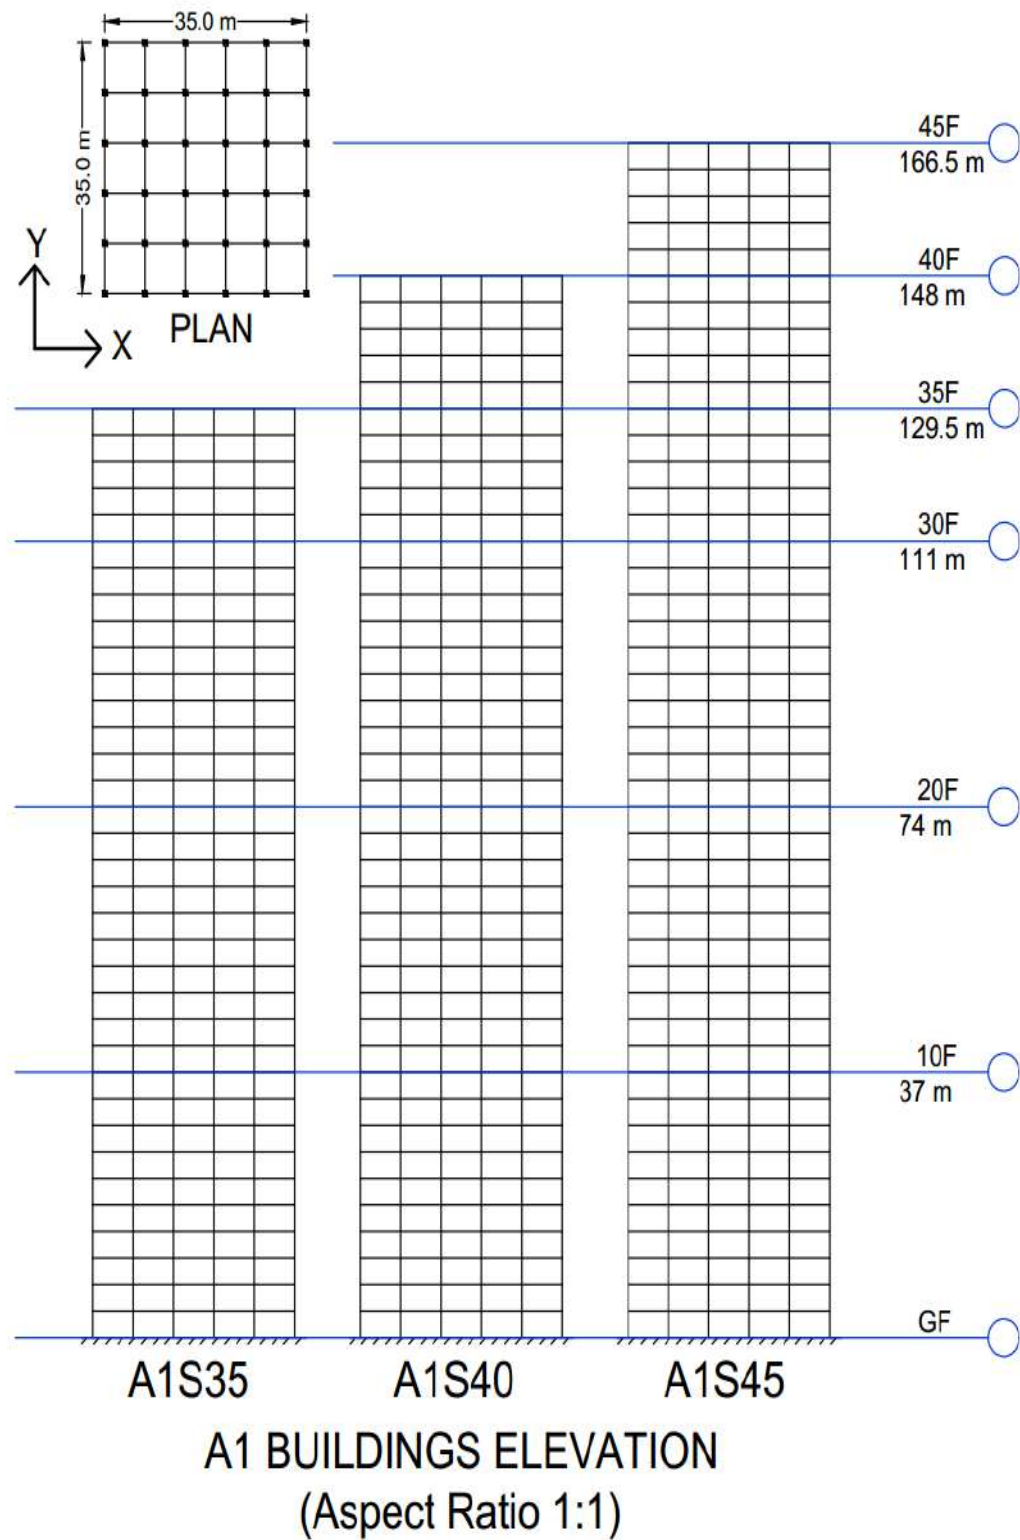 35.0 m
35.0 m
Y
X
PLAN
45F
166.5 m
40F
148 m
35F
129.5 m
30F
111 m
20F
74 m
10F
37 m
GF
A1S35
A1S40
A1S45
A1 BUILDINGS ELEVATION
(Aspect Ratio 1:1)